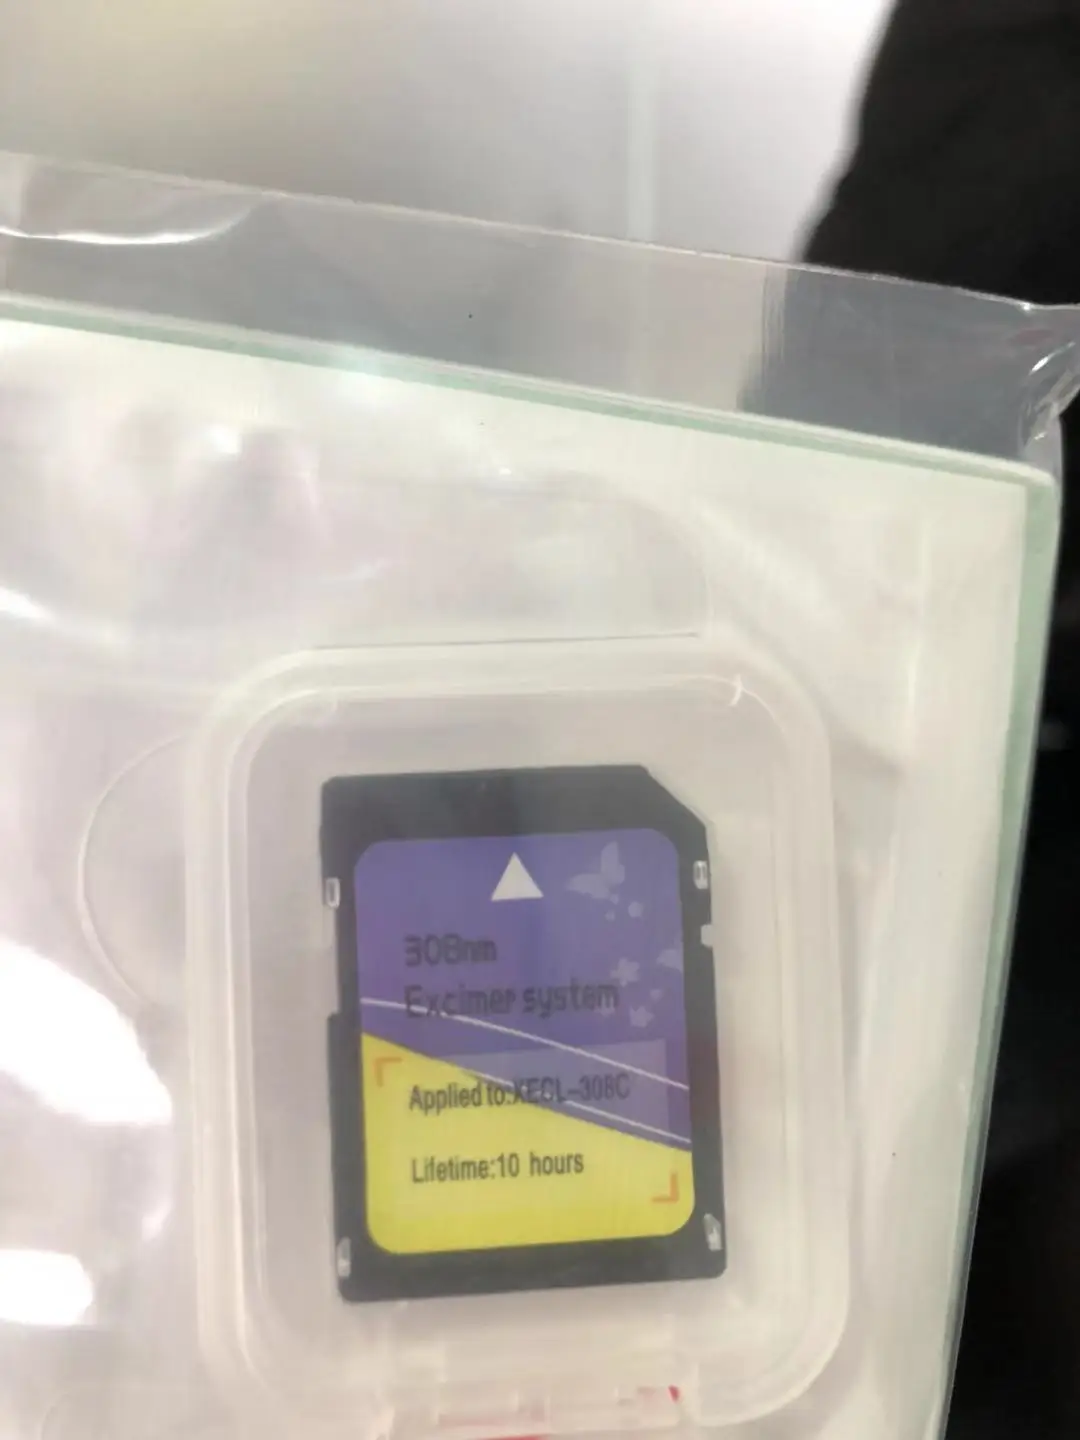 308nm
Excimer system
Applied to:XECL-308C
Lifetime:10 hours